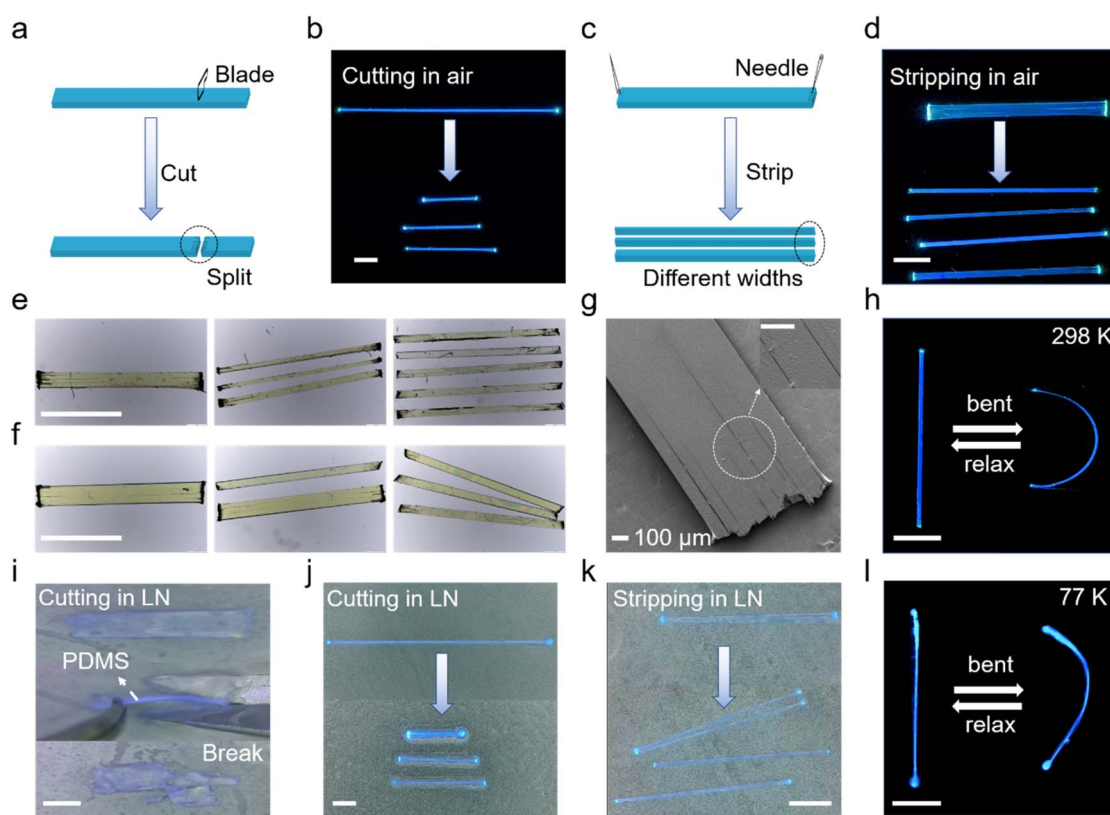 a
Blade
Cut
Split
b
Cutting in air
c
Needle
Strip
Different widths
d
Stripping in air
e
f
g
100 μm
h
298 K
bent
relax
i
Cutting in LN
PDMS
Break
j
Cutting in LN
k
Stripping in LN
l
77 K
bent
relax